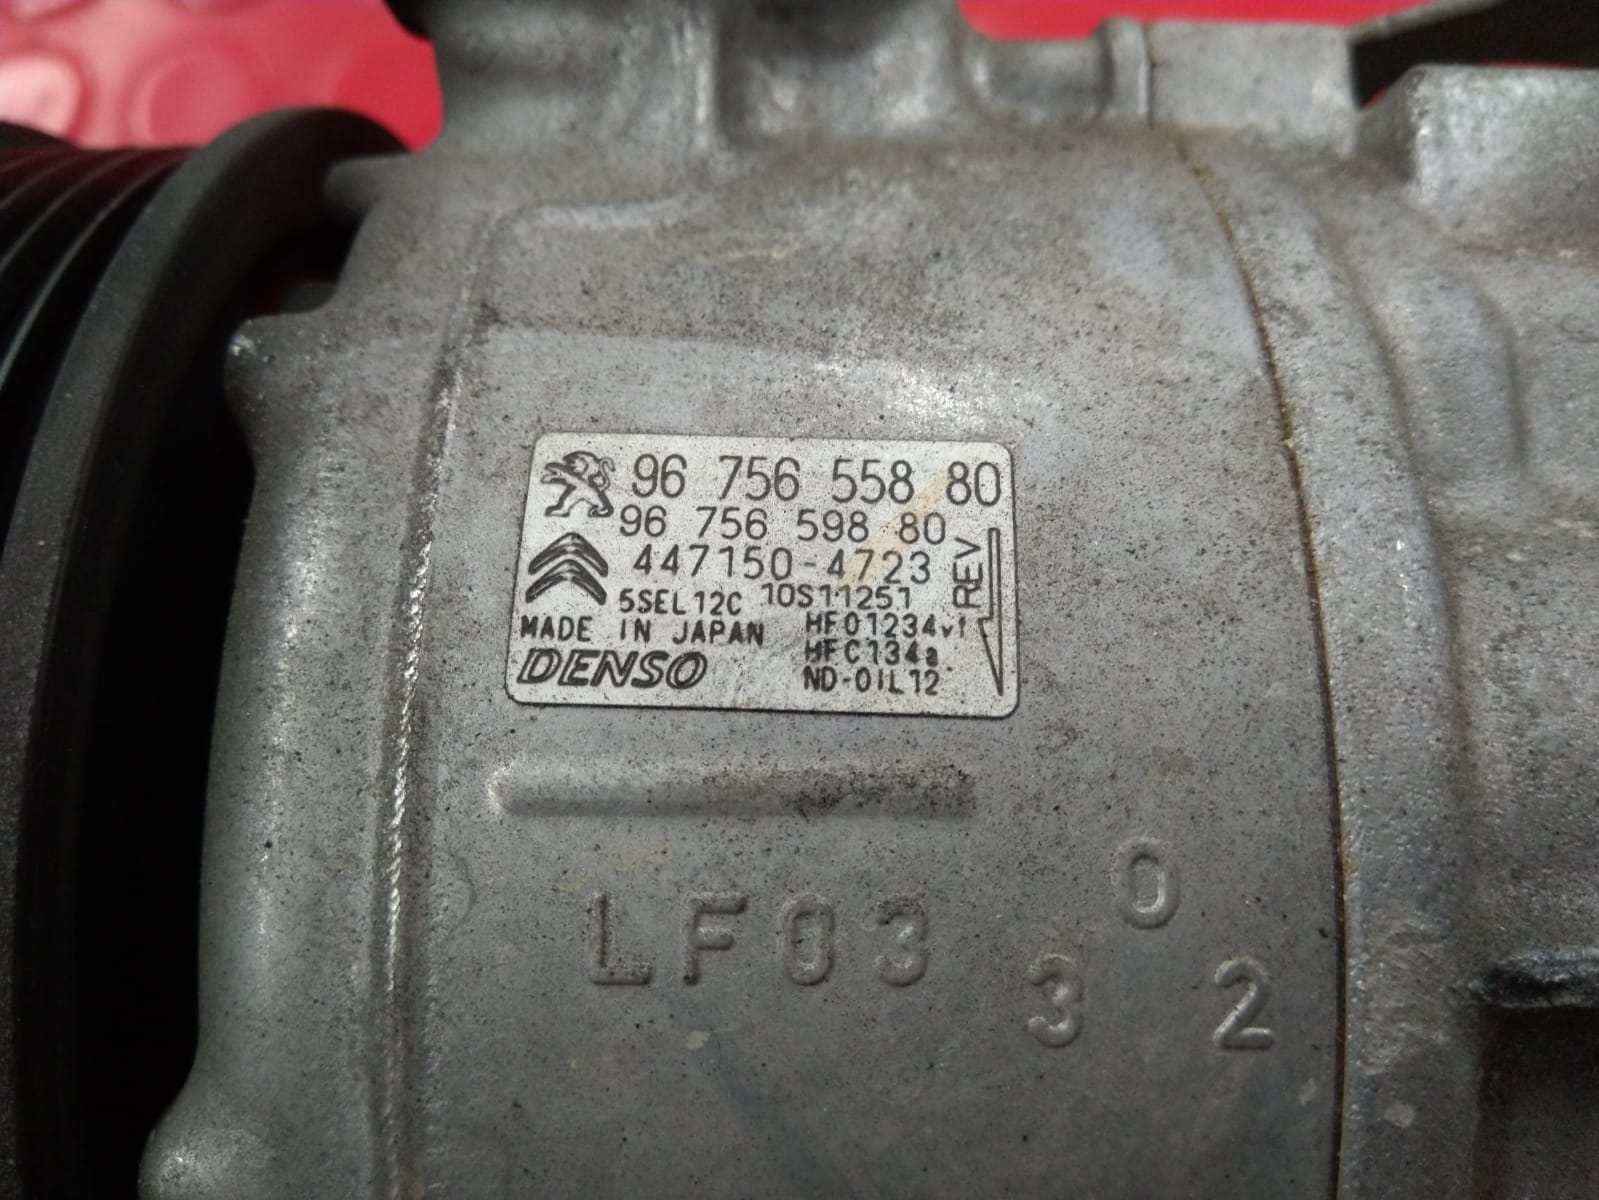 96 756 558 80
96 756 598 80
447150-4723
5SEL12C 10S11251
REV
MADE IN JAPAN
HFO1234yf
HFC134a
DENSO
ND-OIL12
LF03
0
3 2